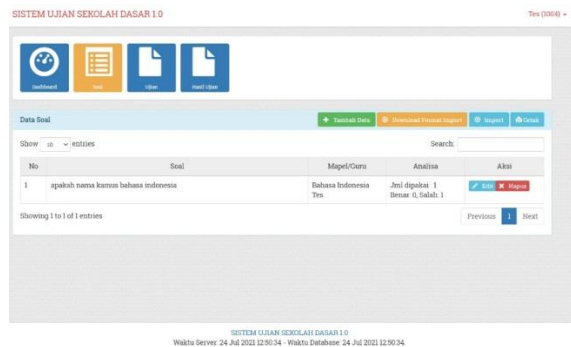 SISTEM UJIAN SEKOLAH DASAR 1.0 Tes (1004)
Dashboard Soal Ujian Hasil Ujian
Data Soal Tambah Data Download Format Import Import Cetak
Show 10 entries Search:
No Soal Mapel/Guru Analisa Aksi
1 apakah nama kamus bahasa indonesia Bahasa Indonesia Jml dipakai : 1 Edit Hapus
Tes Benar: 0, Salah: 1
Showing 1 to 1 of 1 entries Previous 1 Next
SISTEM UJIAN SEKOLAH DASAR 1.0
Waktu Server: 24 Jul 2021 12:50:34 - Waktu Database: 24 Jul 2021 12:50:34.